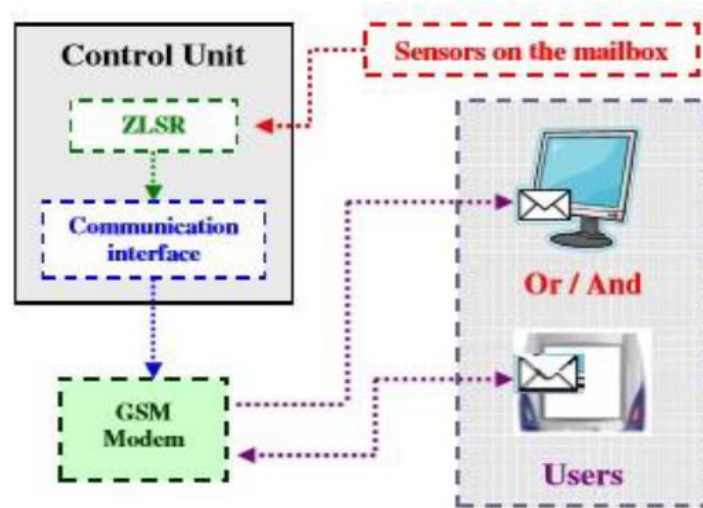 Control Unit
Sensors on the mailbox
ZLSR
Communication
interface
Or / And
GSM
Modem
Users